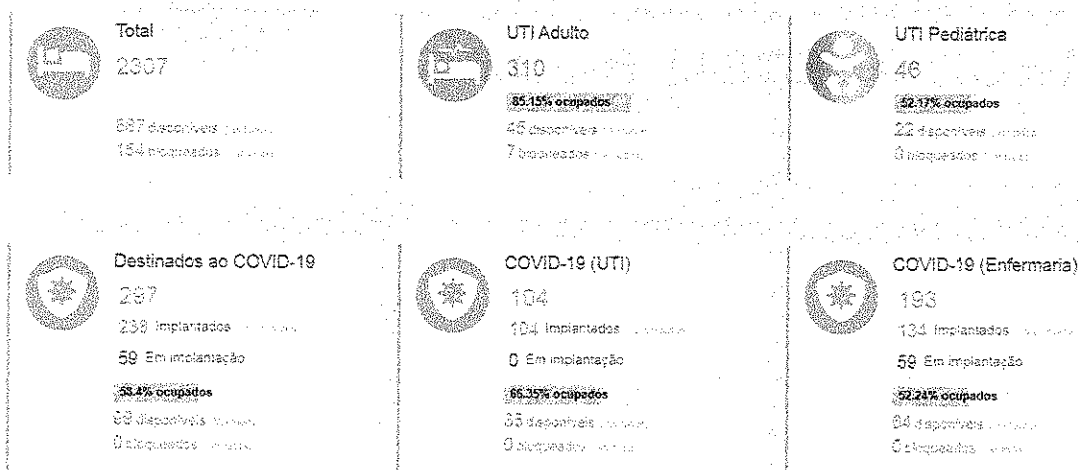 Total
2307
disponíveis
154 bloqueados
UTI Adulto
310
85.15% ocupados
45 disponíveis
7 bloqueados
UTI Pediátrica
46
52.17% ocupados
22 disponíveis
0 bloqueados
Destinados ao COVID-19
297
238 Implantados
59 Em implantação
58.4% ocupados
99 disponíveis
0 bloqueados
COVID-19 (UTI)
104
104 Implantados
0 Em implantação
66.35% ocupados
35 disponíveis
0 bloqueados
COVID-19 (Enfermaria)
193
134 Implantados
59 Em implantação
52.24% ocupados
64 disponíveis
0 bloqueados